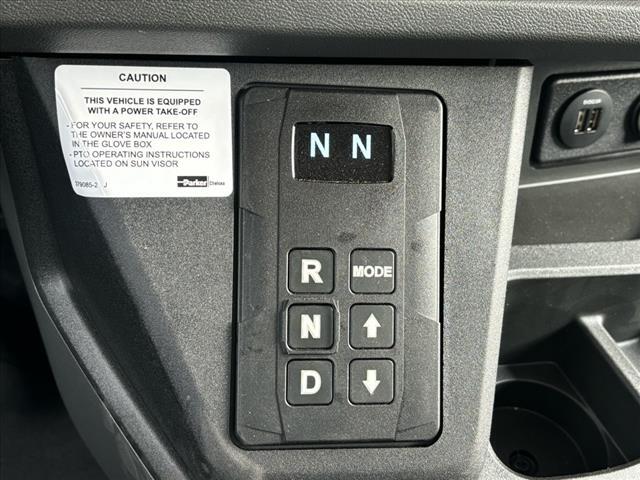 CAUTION
THIS VEHICLE IS EQUIPPED
WITH A POWER TAKE-OFF
- FOR YOUR SAFETY, REFER TO
THE OWNER'S MANUAL LOCATED
IN THE GLOVE BOX
- PTO OPERATING INSTRUCTIONS
LOCATED ON SUN VISOR
Parker Chelsea
N N
R MODE
N ↑
D ↓